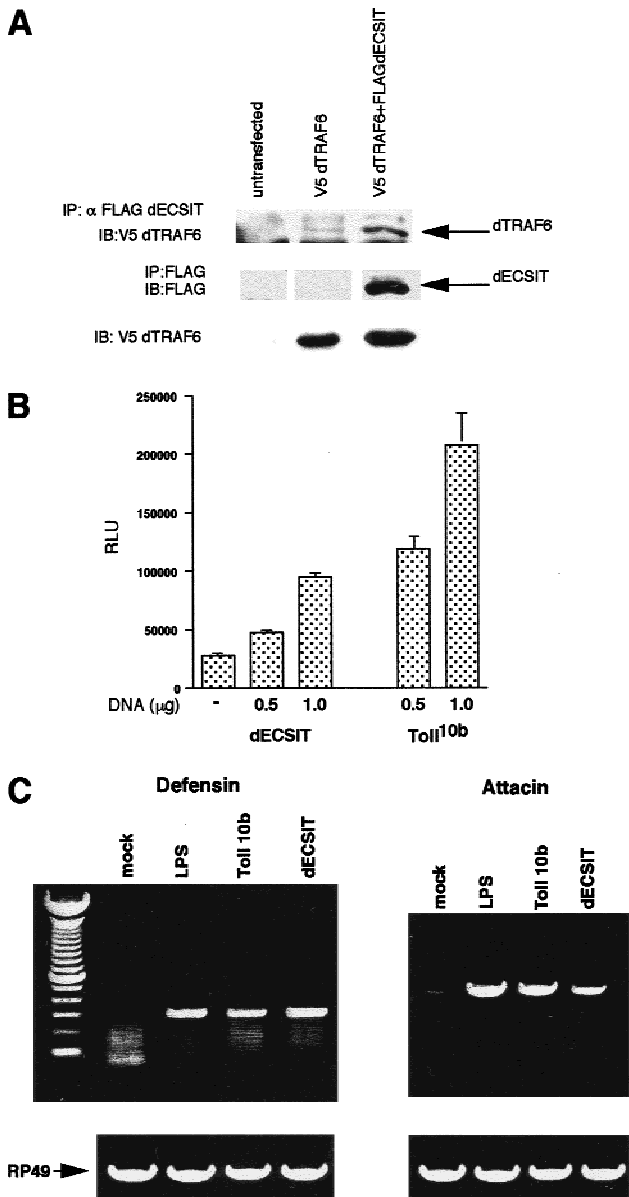 A
untransfected
V5 dTRAF6
V5 dTRAF6+FLAGdECSIT
IP: α FLAG dECSIT
IB:V5 dTRAF6
dTRAF6
IP:FLAG
IB:FLAG
dECSIT
IB: V5 dTRAF6
B
250000
200000
150000
100000
50000
0
RLU
DNA (μg)
- 0.5 1.0 0.5 1.0
dECSIT Toll10b
C
Defensin
mock
LPS
Toll 10b
dECSIT
Attacin
mock
LPS
Toll 10b
dECSIT
RP49